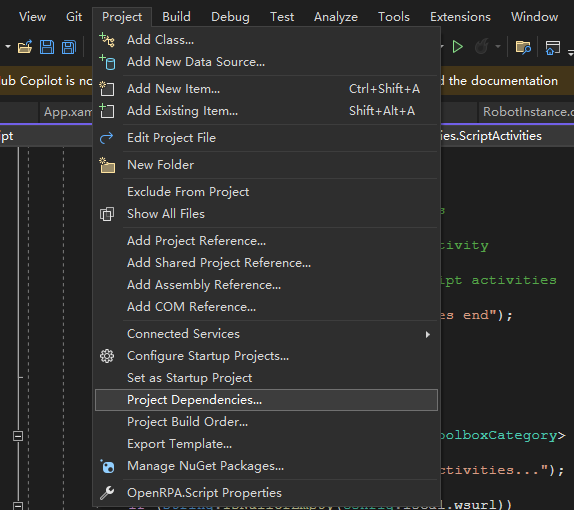 View Git Project Build Debug Test Analyze Tools Extensions Window
ub Copilot is no
d the documentation
App.xam
RobotInstance.c
ipt
ies.ScriptActivities
Add Class...
Add New Data Source...
Add New Item... Ctrl+Shift+A
Add Existing Item... Shift+Alt+A
Edit Project File
New Folder
Exclude From Project
Show All Files
Add Project Reference...
Add Shared Project Reference...
Add Assembly Reference...
Add COM Reference...
Connected Services
Configure Startup Projects...
Set as Startup Project
Project Dependencies...
Project Build Order...
Export Template...
Manage NuGet Packages...
OpenRPA.Script Properties
s
tivity
ipt activities
es end");
oolboxCategory>
ctivities...");